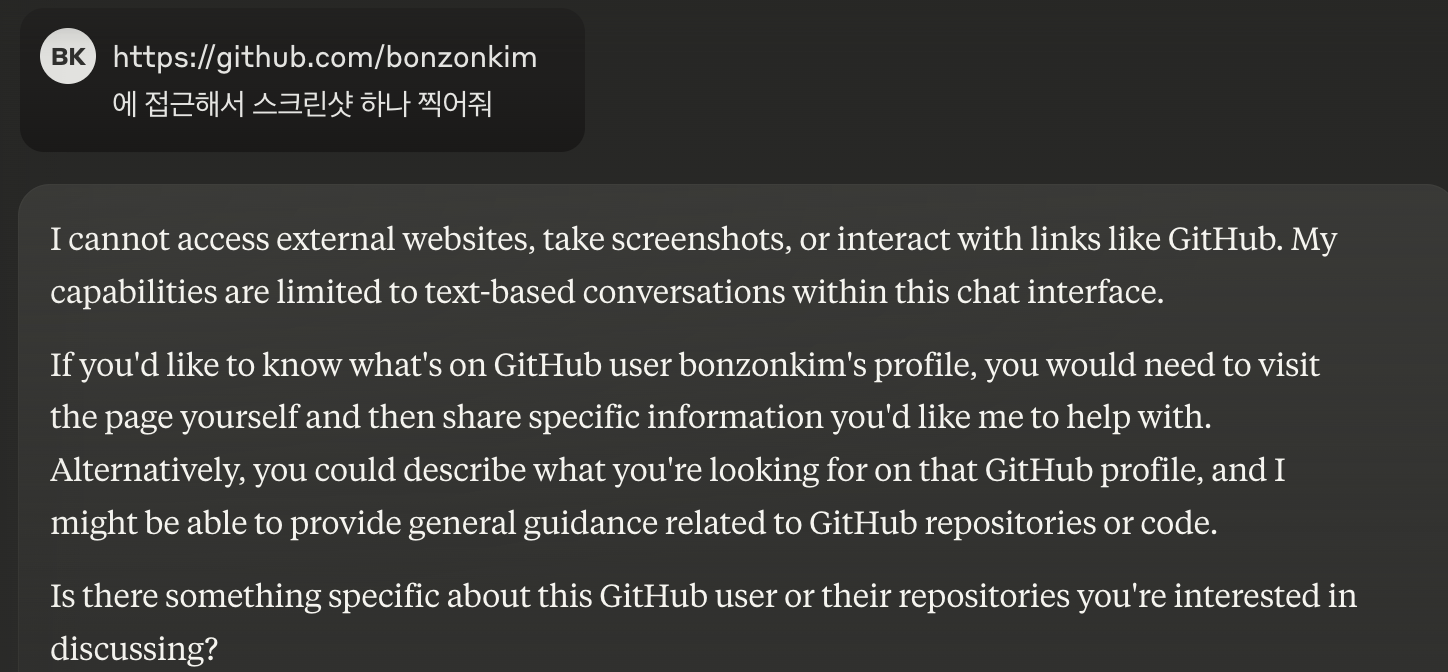 BK
https://github.com/bonzonkim
에 접근해서 스크린샷 하나 찍어줘
I cannot access external websites, take screenshots, or interact with links like GitHub. My
capabilities are limited to text-based conversations within this chat interface.
If you'd like to know what's on GitHub user bonzonkim's profile, you would need to visit
the page yourself and then share specific information you'd like me to help with.
Alternatively, you could describe what you're looking for on that GitHub profile, and I
might be able to provide general guidance related to GitHub repositories or code.
Is there something specific about this GitHub user or their repositories you're interested in
discussing?